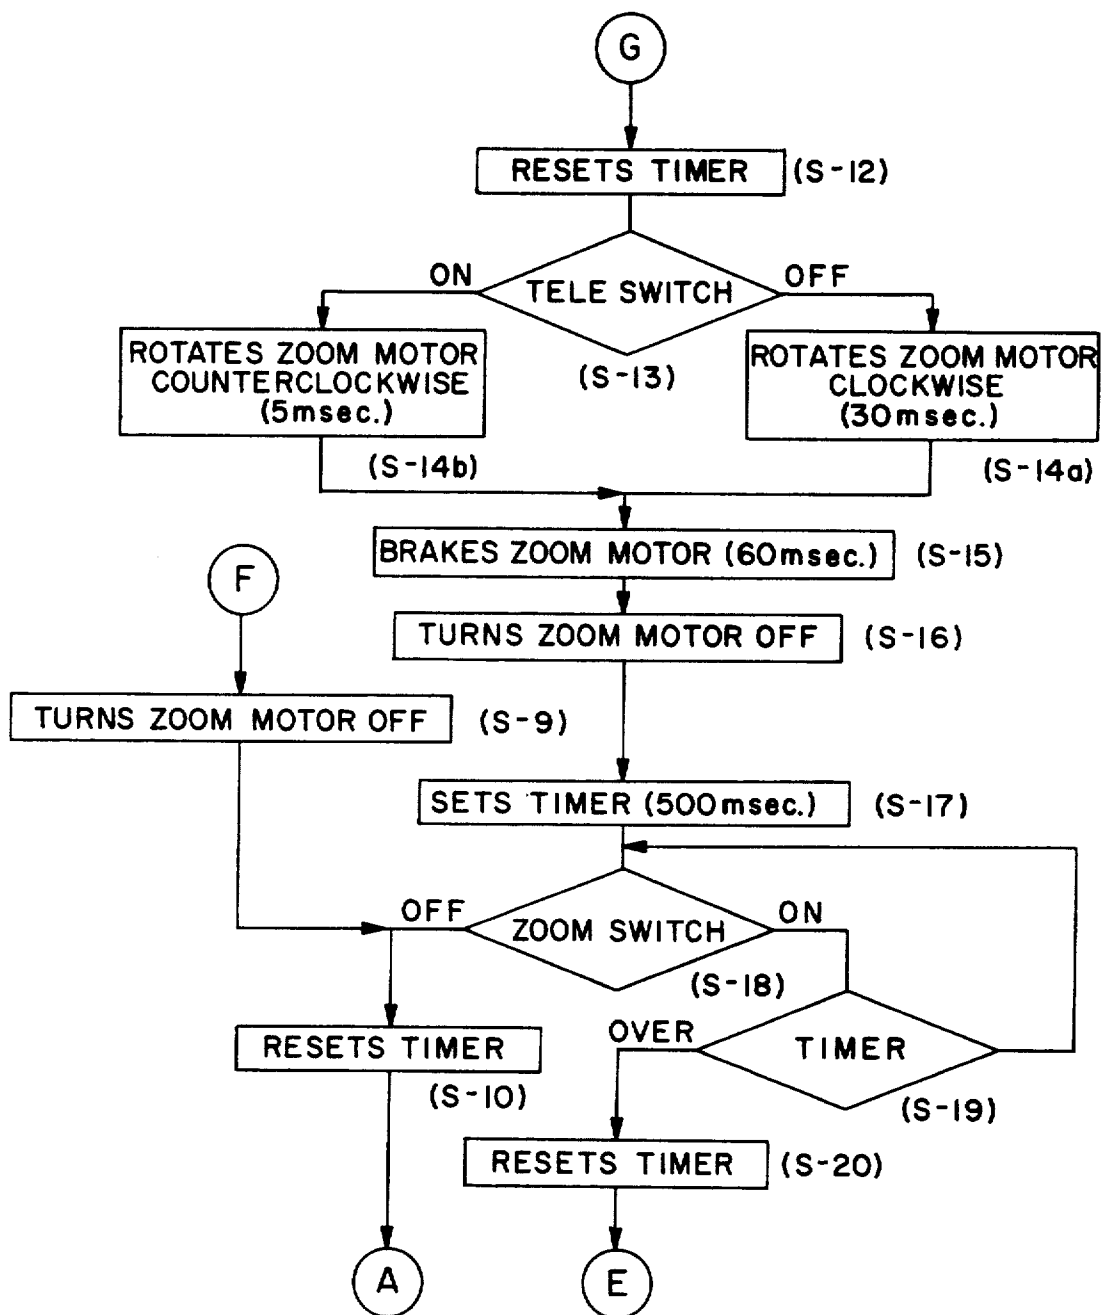 G
RESETS TIMER (S-12)
ON
TELE SWITCH
OFF
(S-13)
ROTATES ZOOM MOTOR
COUNTERCLOCKWISE
(5msec.)
(S-14b)
ROTATES ZOOM MOTOR
CLOCKWISE
(30msec.)
(S-14a)
BRAKES ZOOM MOTOR (60msec.) (S-15)
F
TURNS ZOOM MOTOR OFF (S-16)
TURNS ZOOM MOTOR OFF (S-9)
SETS TIMER (500msec.) (S-17)
OFF
ZOOM SWITCH
ON
(S-18)
RESETS TIMER
(S-10)
OVER
TIMER
(S-19)
RESETS TIMER (S-20)
A
E